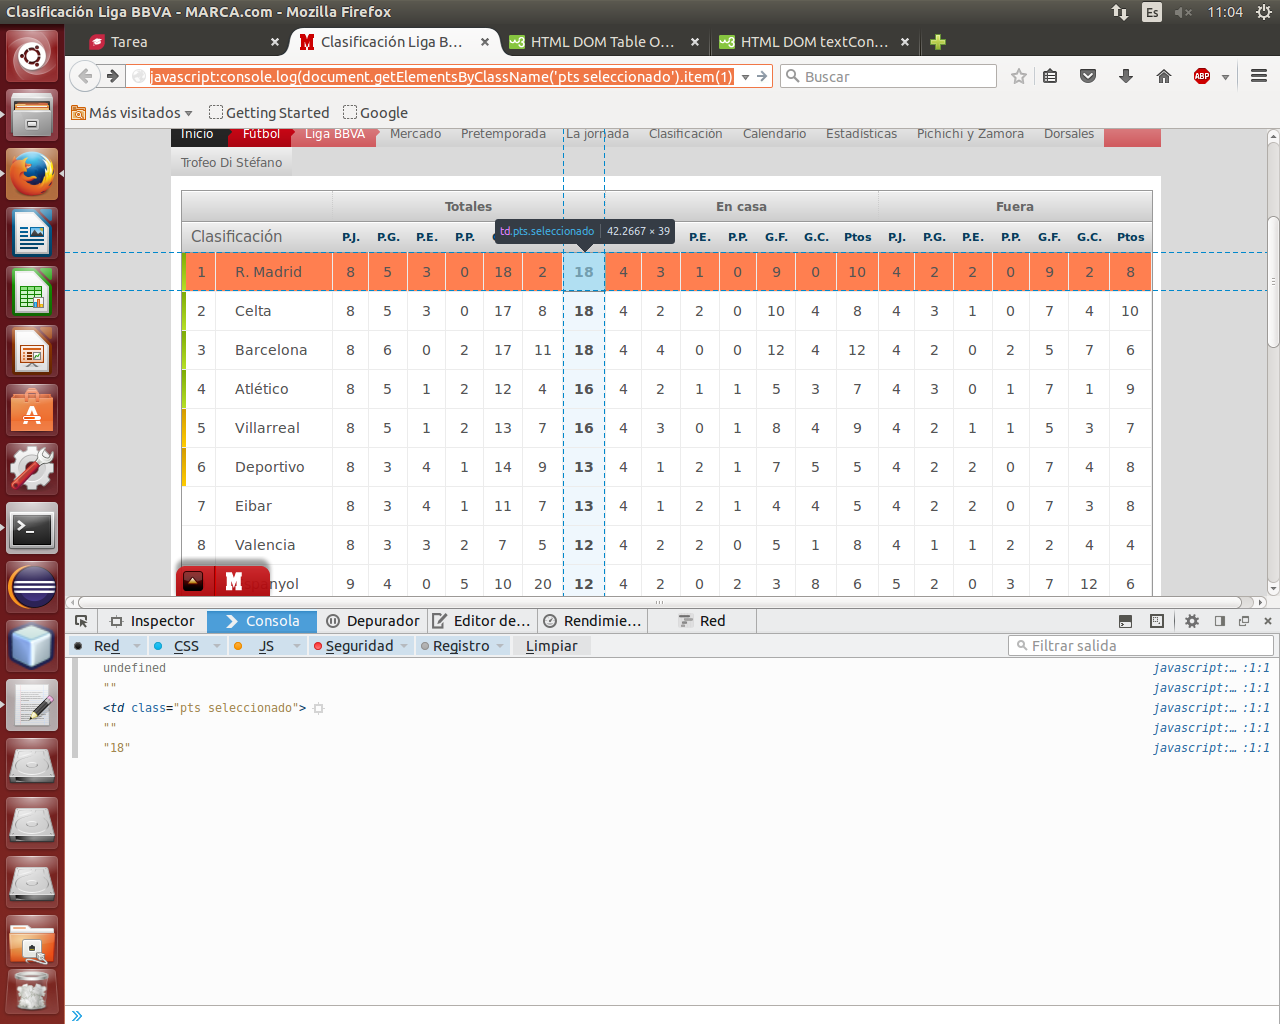 Clasificación Liga BBVA - MARCA.com - Mozilla Firefox
Es
11:04
Tarea
Clasificación Liga B...
HTML DOM Table O...
HTML DOM textCon...
javascript:console.log(document.getElementsByClassName('pts seleccionado').item(1)
Buscar
ABP
Más visitados
Getting Started
Google
Inicio Fútbol Liga BBVA Mercado Pretemporada La jornada Clasificación Calendario Estadísticas Pichichi y Zamora Dorsales
Trofeo Di Stéfano
Totales En casa Fuera
td.pts.seleccionado 42.2667 × 39
Clasificación P.J. P.G. P.E. P.P. P.E. P.P. G.F. G.C. Ptos P.J. P.G. P.E. P.P. G.F. G.C. Ptos
1 R. Madrid 8 5 3 0 18 2 18 4 3 1 0 9 0 10 4 2 2 0 9 2 8
2 Celta 8 5 3 0 17 8 18 4 2 2 0 10 4 8 4 3 1 0 7 4 10
3 Barcelona 8 6 0 2 17 11 18 4 4 0 0 12 4 12 4 2 0 2 5 7 6
4 Atlético 8 5 1 2 12 4 16 4 2 1 1 5 3 7 4 3 0 1 7 1 9
5 Villarreal 8 5 1 2 13 7 16 4 3 0 1 8 4 9 4 2 1 1 5 3 7
6 Deportivo 8 3 4 1 14 9 13 4 1 2 1 7 5 5 4 2 2 0 7 4 8
7 Eibar 8 3 4 1 11 7 13 4 1 2 1 4 4 5 4 2 2 0 7 3 8
8 Valencia 8 3 3 2 7 5 12 4 2 2 0 5 1 8 4 1 1 2 2 4 4
panyol 9 4 0 5 10 20 12 4 2 0 2 3 8 6 5 2 0 3 7 12 6
M
Inspector
Consola
Depurador
Editor de...
Rendimie...
Red
Red
CSS
JS
Seguridad
Registro
Limpiar
Filtrar salida
undefined javascript:... :1:1
"" javascript:... :1:1
<td class="pts seleccionado"> javascript:... :1:1
"" javascript:... :1:1
"18" javascript:... :1:1